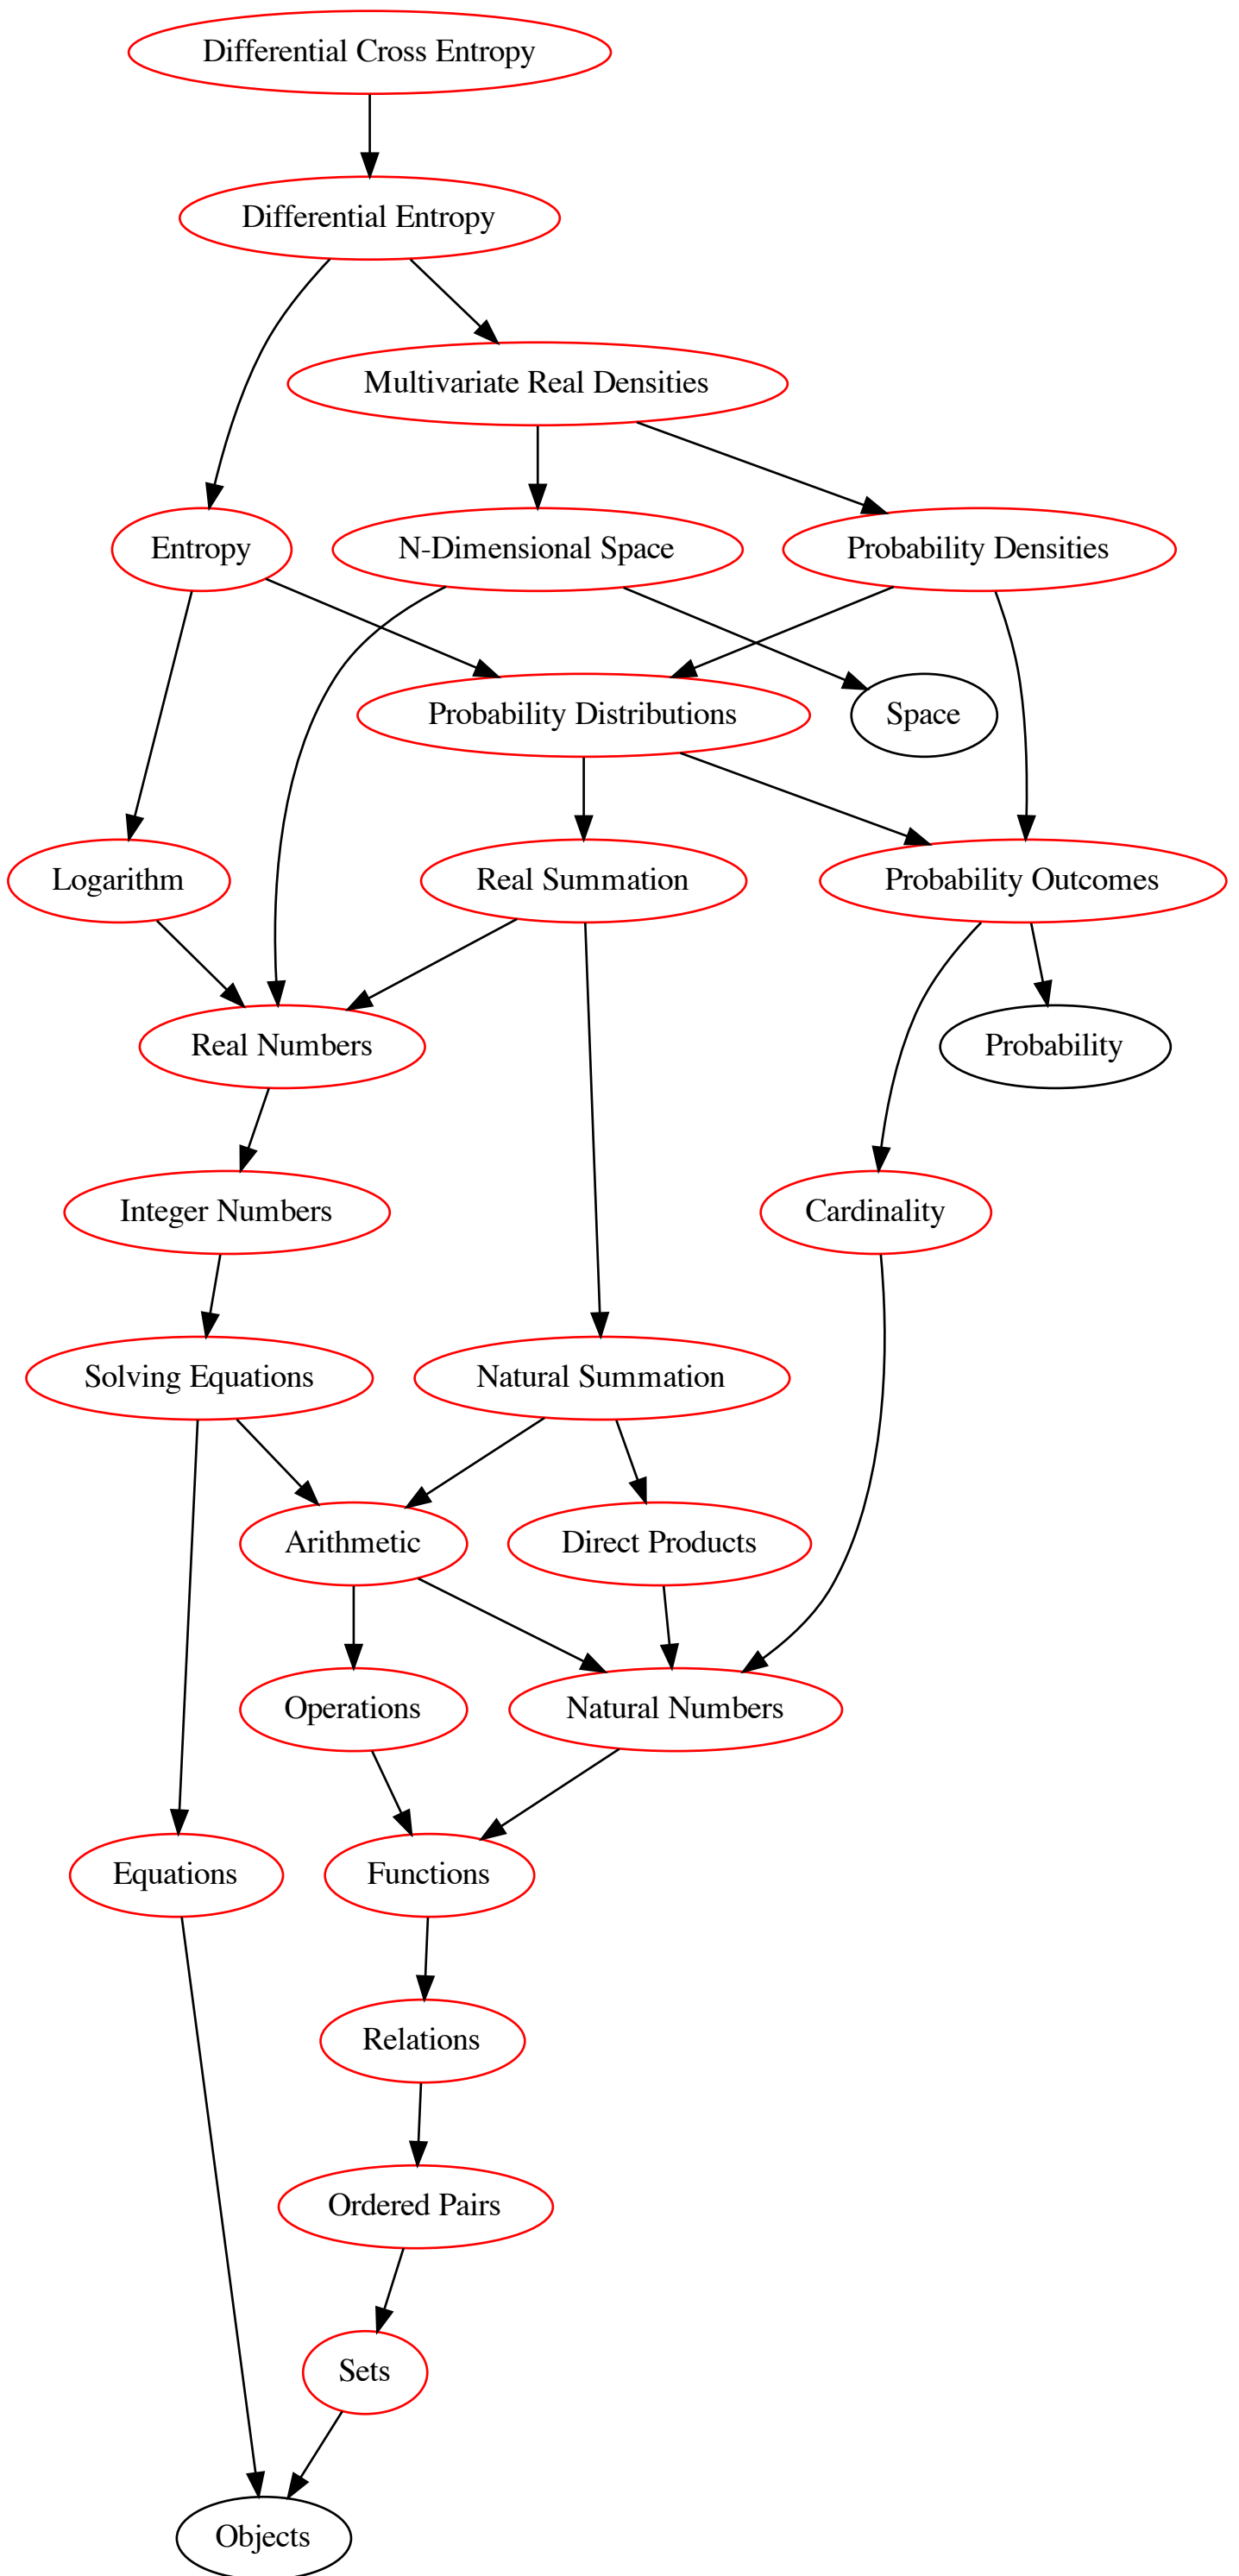 Differential Cross Entropy
Differential Entropy
Multivariate Real Densities
Entropy
N-Dimensional Space
Probability Densities
Probability Distributions
Space
Logarithm
Real Summation
Probability Outcomes
Real Numbers
Probability
Integer Numbers
Cardinality
Solving Equations
Natural Summation
Arithmetic
Direct Products
Operations
Natural Numbers
Equations
Functions
Relations
Ordered Pairs
Sets
Objects